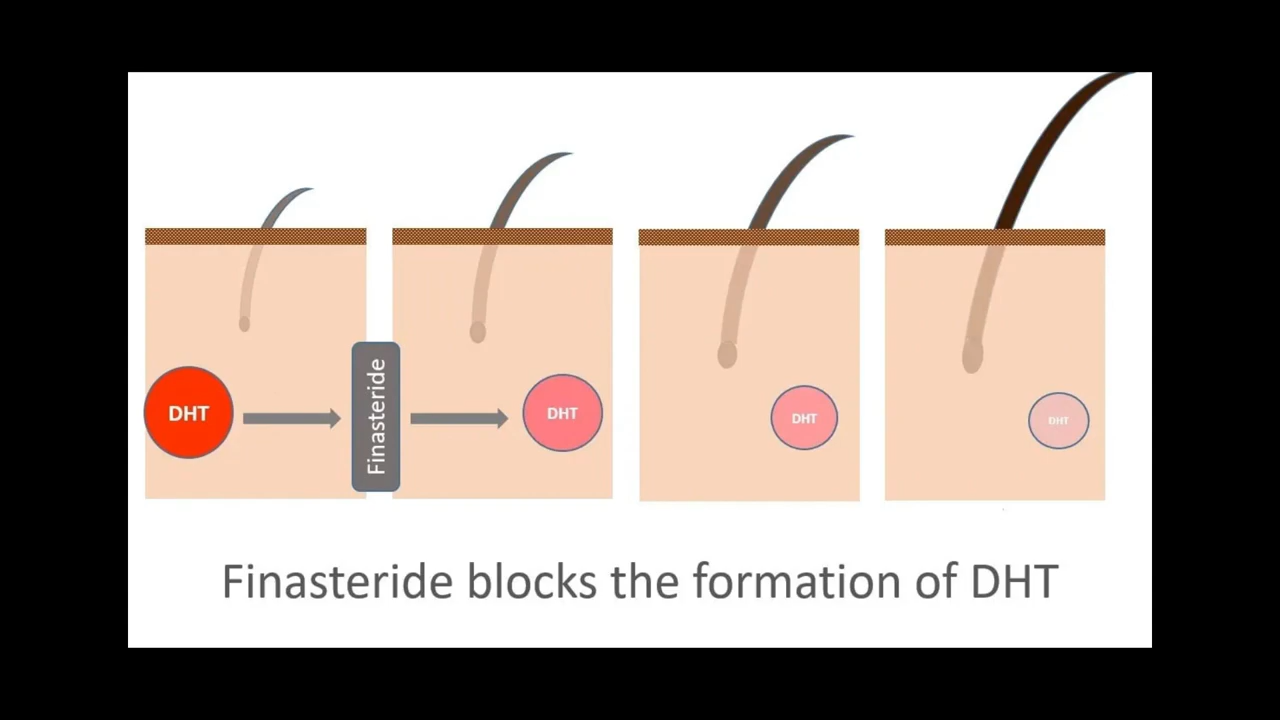 DHT
Finasteride
DHT
DHT
DHT
Finasteride blocks the formation of DHT